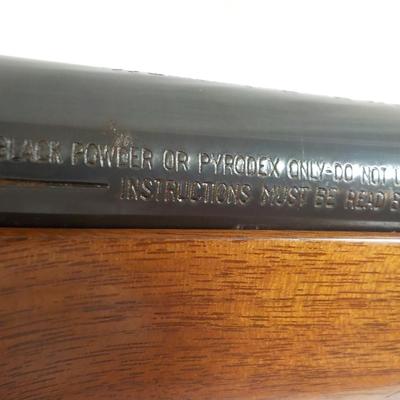 BLACK POWDER OR PYRODEX ONLY-DO NOT U
INSTRUCTIONS MUST BE READ B